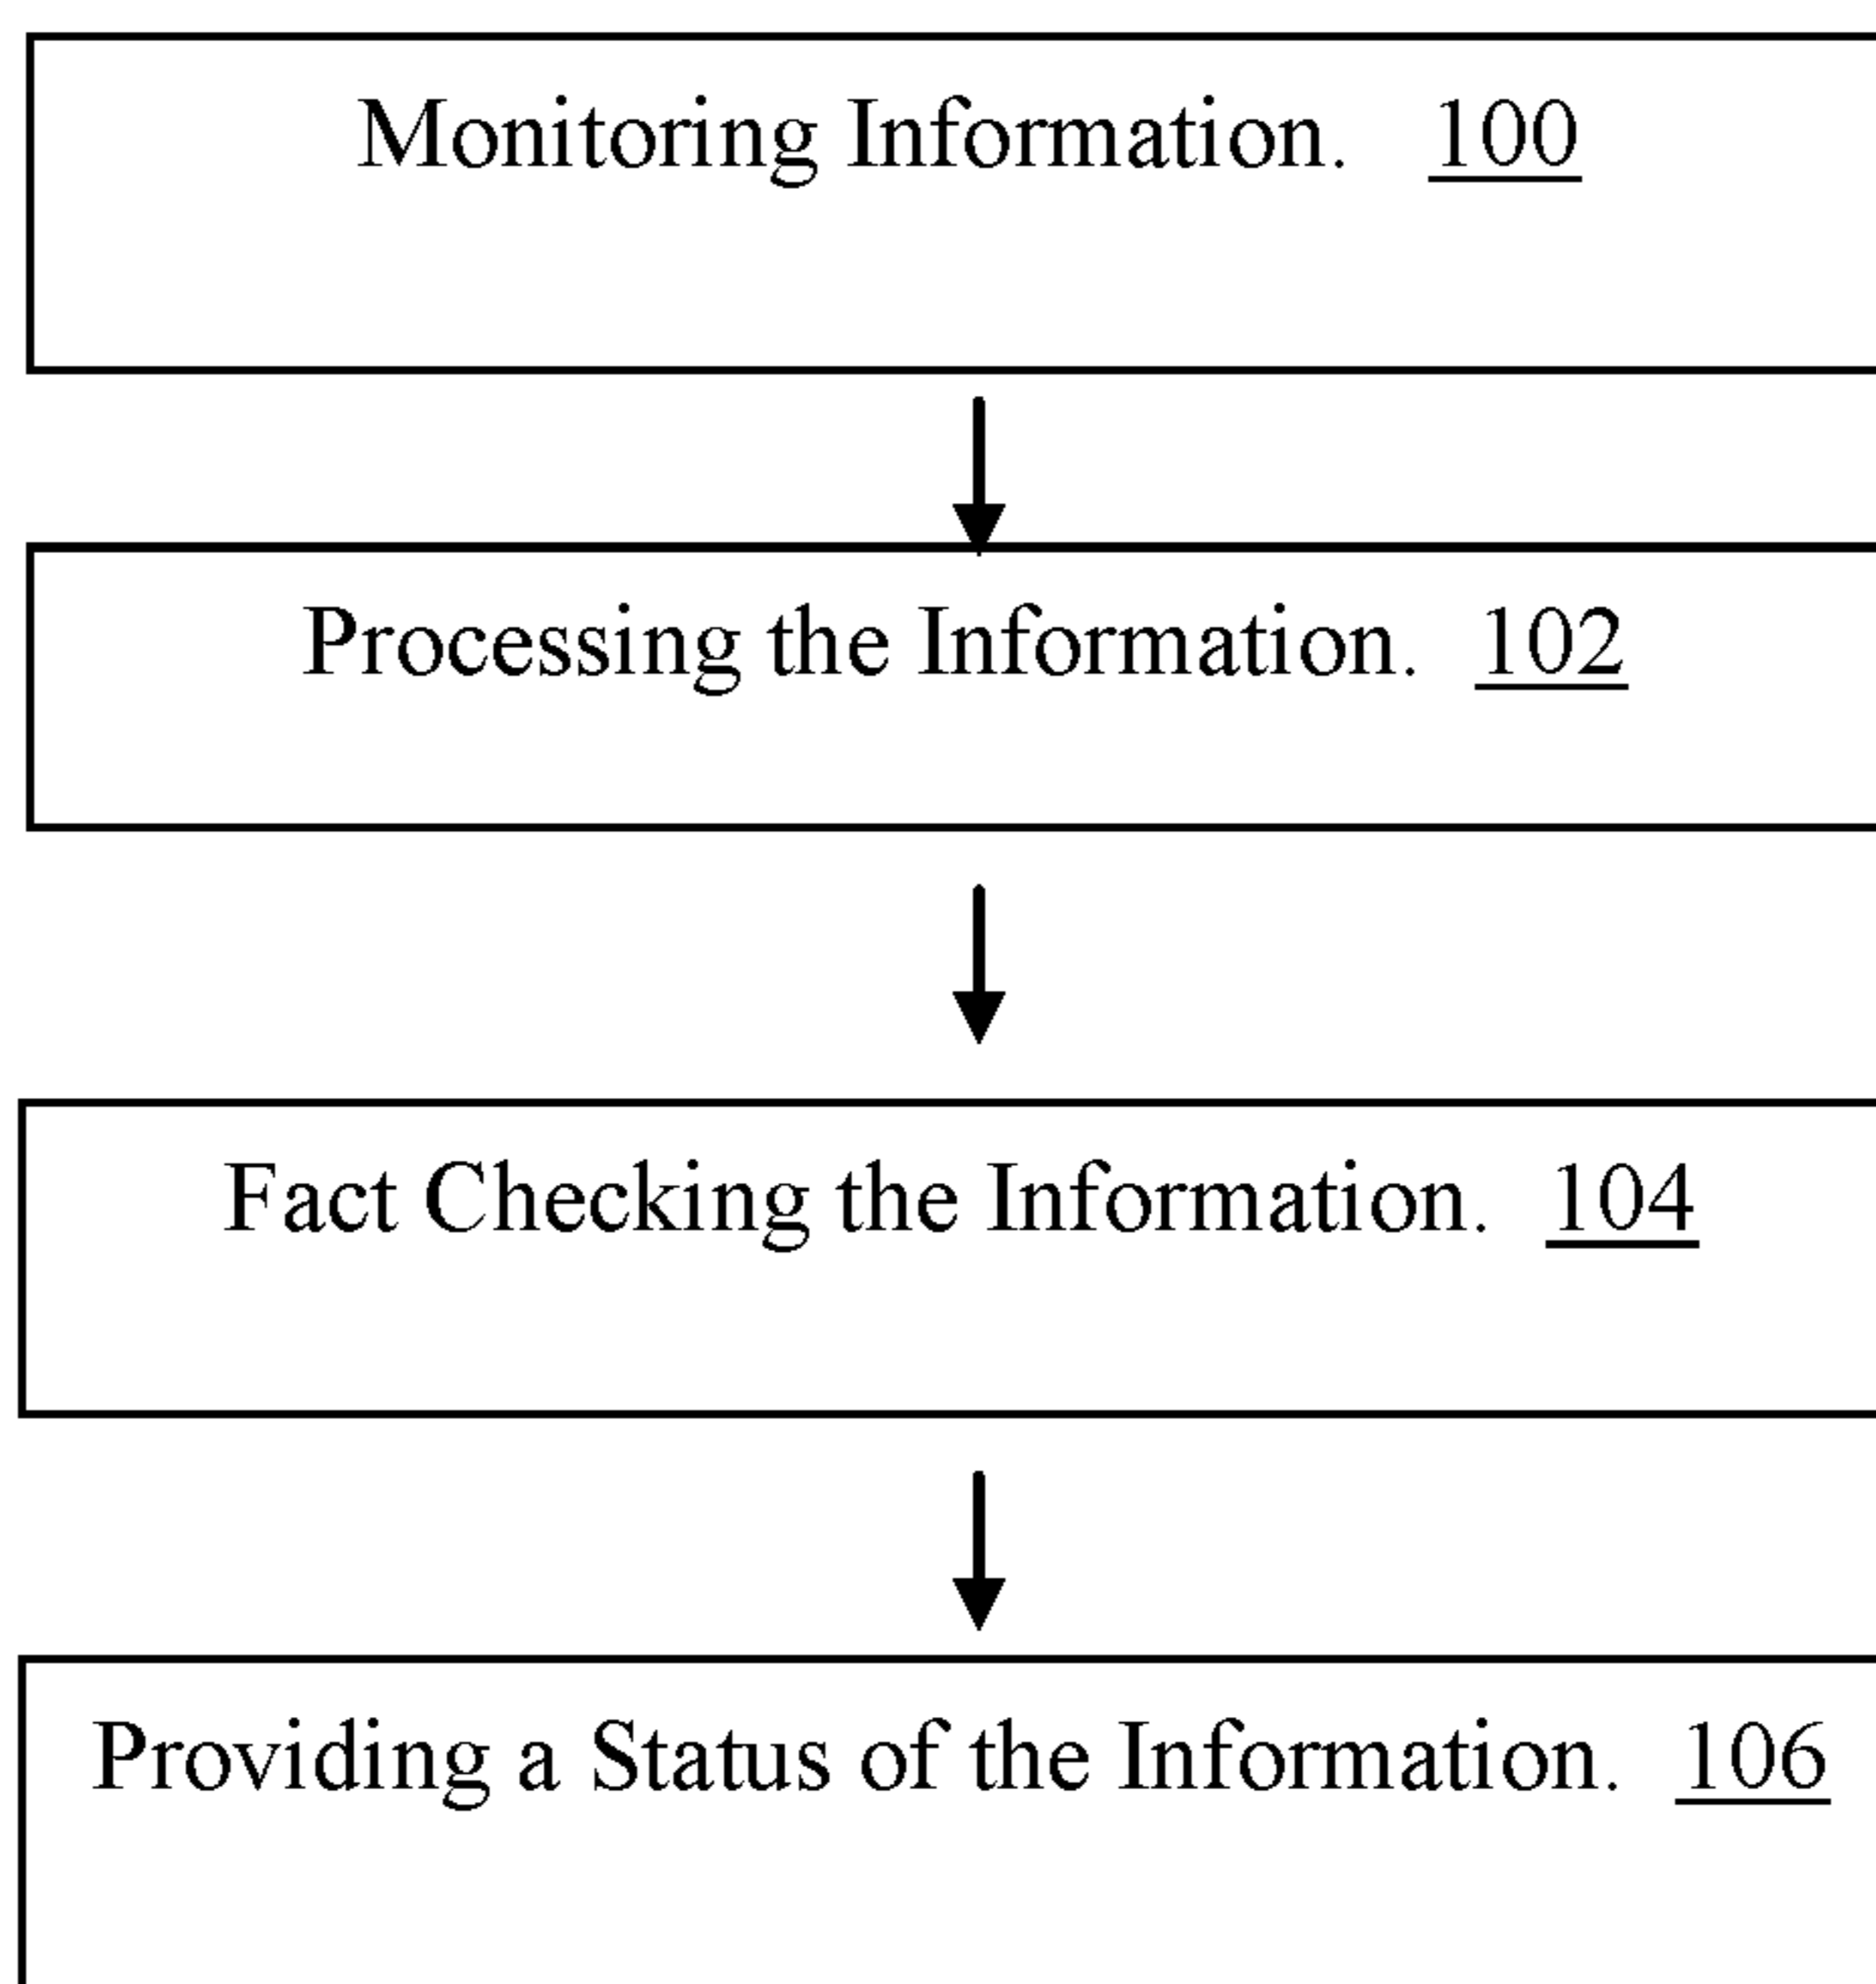 Monitoring Information. 100
Processing the Information. 102
Fact Checking the Information. 104
Providing a Status of the Information. 106